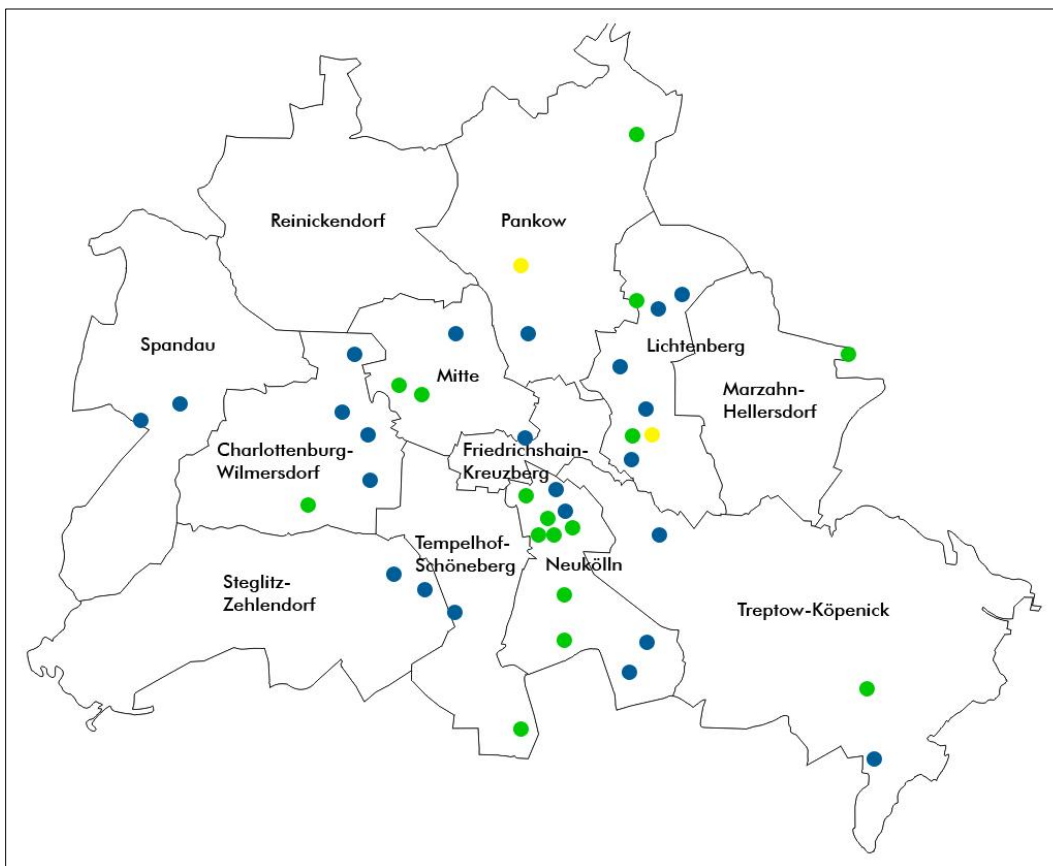 Reinickendorf
Pankow
Spandau
Mitte
Lichtenberg
Marzahn-
Hellersdorf
Charlottenburg-
Wilmersdorf
Friedrichshain-
Kreuzberg
Tempelhof-
Schöneberg
Neukölln
Steglitz-
Zehlendorf
Treptow-Köpenick